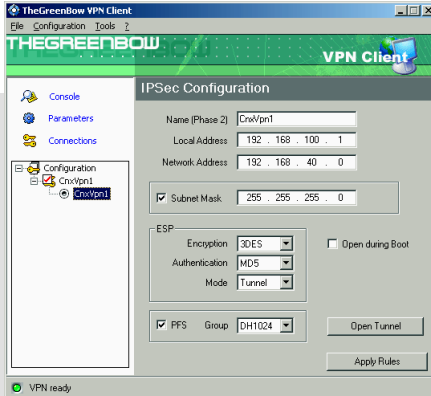 TheGreenBow VPN Client
File Configuration Tools ?
THEGREENBOW
VPN Client
Console
Parameters
Connections
Configuration
CnxVpn1
CnxVpn1
IPSec Configuration
Name (Phase 2) CnxVpn1
Local Address 192 . 168 . 100 . 1
Network Address 192 . 168 . 40 . 0
Subnet Mask 255 . 255 . 255 . 0
ESP
Encryption 3DES
Authentication MD5
Mode Tunnel
Open during Boot
PFS Group DH1024
Open Tunnel
Apply Rules
VPN ready